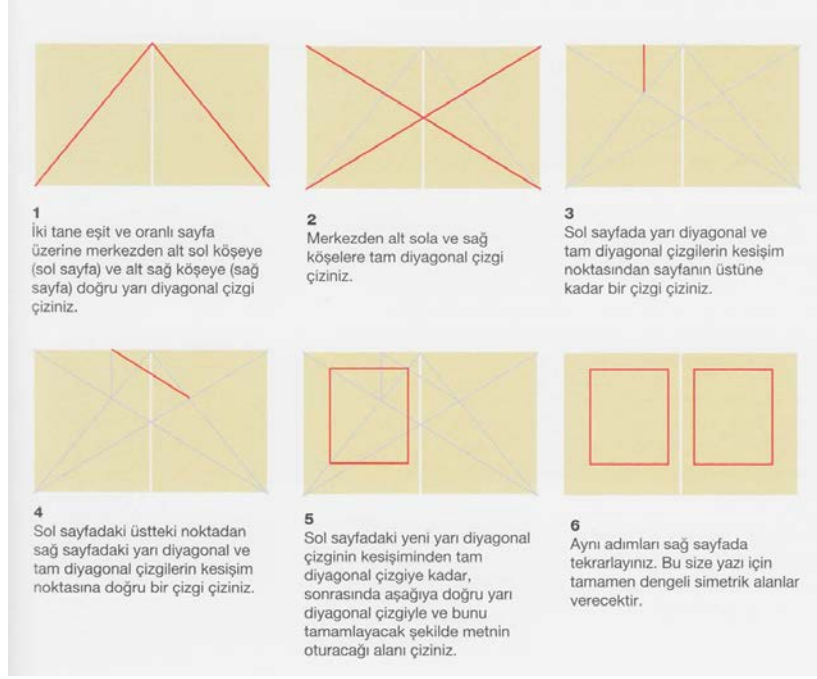 1
İki tane eşit ve oranlı sayfa
üzerine merkezden alt sol köşeye
(sol sayfa) ve alt sağ köşeye (sağ
sayfa) doğru yarı diyagonal çizgi
çiziniz.
2
Merkezden alt sola ve sağ
köşelere tam diyagonal çizgi
çiziniz.
3
Sol sayfada yarı diyagonal ve
tam diyagonal çizgilerin kesişim
noktasından sayfanın üstüne
kadar bir çizgi çiziniz.
4
Sol sayfadaki üstteki noktadan
sağ sayfadaki yarı diyagonal ve
tam diyagonal çizgilerin kesişim
noktasına doğru bir çizgi çiziniz.
5
Sol sayfadaki yeni yarı diyagonal
çizginin kesişiminden tam
diyagonal çizgiye kadar,
sonrasında aşağıya doğru yarı
diyagonal çizgiyle ve bunu
tamamlayacak şekilde metnin
oturacağı alanı çiziniz.
6
Aynı adımları sağ sayfada
tekrarlayınız. Bu size yazı için
tamamen dengeli simetrik alanlar
verecektir.